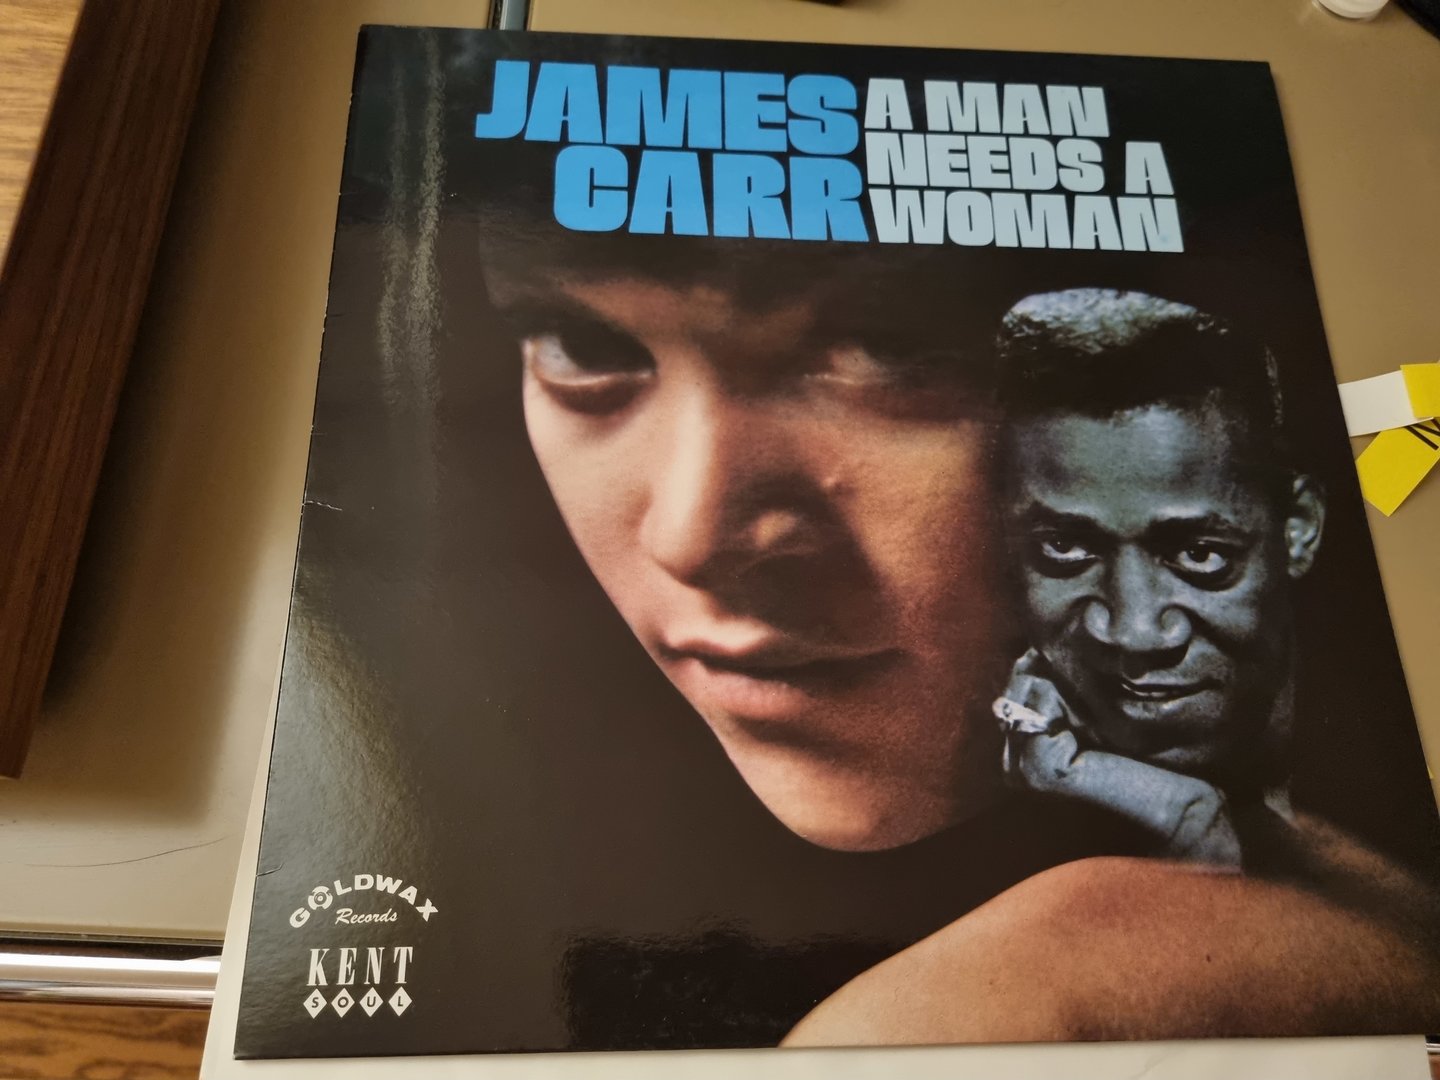 JAMES
CARR
A MAN
NEEDS A
WOMAN
GOLDWAX
Records
KENT
SOUL